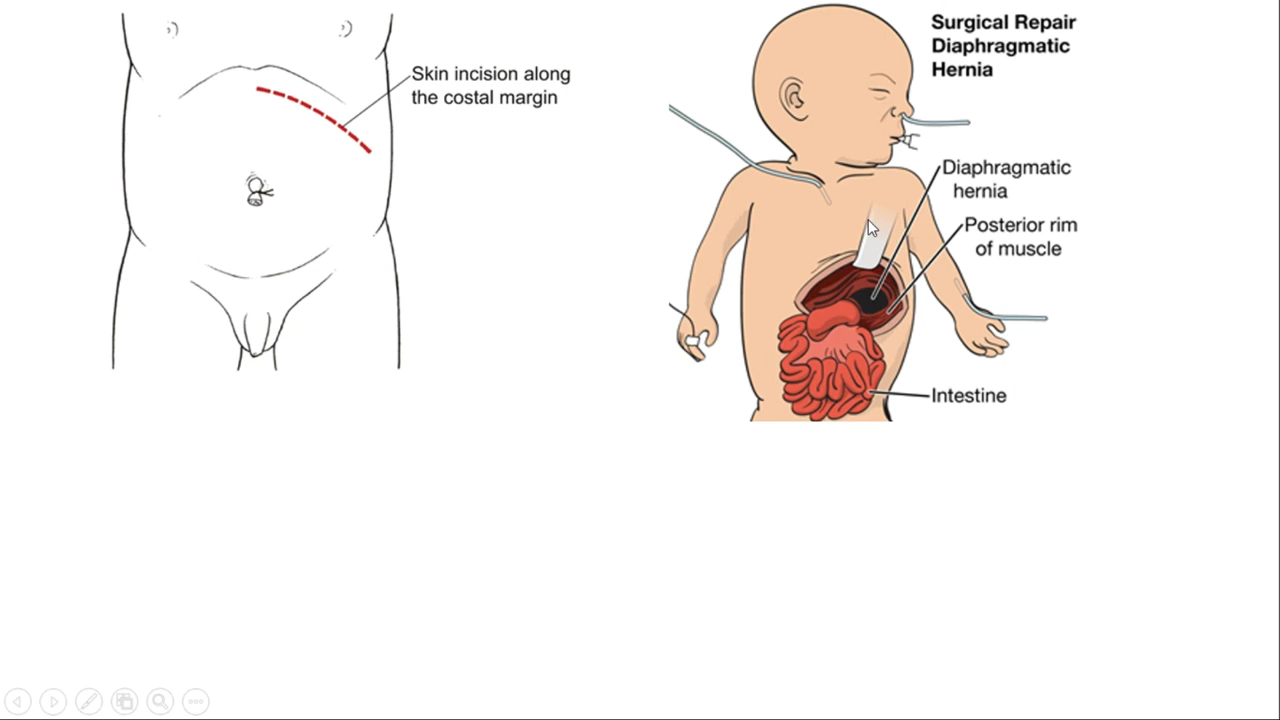 Skin incision along
the costal margin
Surgical Repair
Diaphragmatic
Hernia
Diaphragmatic
hernia
Posterior rim
of muscle
Intestine